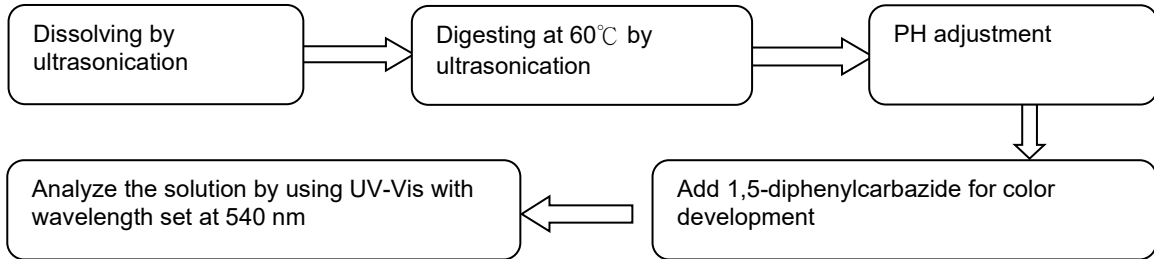 Dissolving by
ultrasonication
Digesting at 60℃ by
ultrasonication
PH adjustment
Add 1,5-diphenylcarbazide for color
development
Analyze the solution by using UV-Vis with
wavelength set at 540 nm